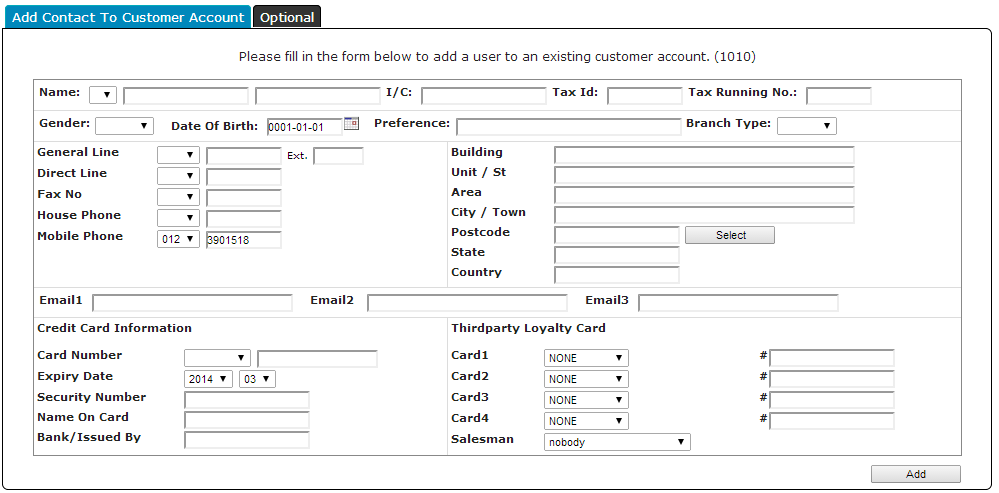 Add Contact To Customer Account Optional
Please fill in the form below to add a user to an existing customer account. (1010)
Name: I/C: Tax Id: Tax Running No.:
Gender: Date Of Birth: 0001-01-01 Preference: Branch Type:
General Line Ext.
Direct Line
Fax No
House Phone
Mobile Phone 012 3901518
Building
Unit / St
Area
City / Town
Postcode Select
State
Country
Email1 Email2 Email3
Credit Card Information
Card Number
Expiry Date 2014 03
Security Number
Name On Card
Bank/Issued By
Thirdparty Loyalty Card
Card1 NONE #
Card2 NONE #
Card3 NONE #
Card4 NONE #
Salesman nobody
Add